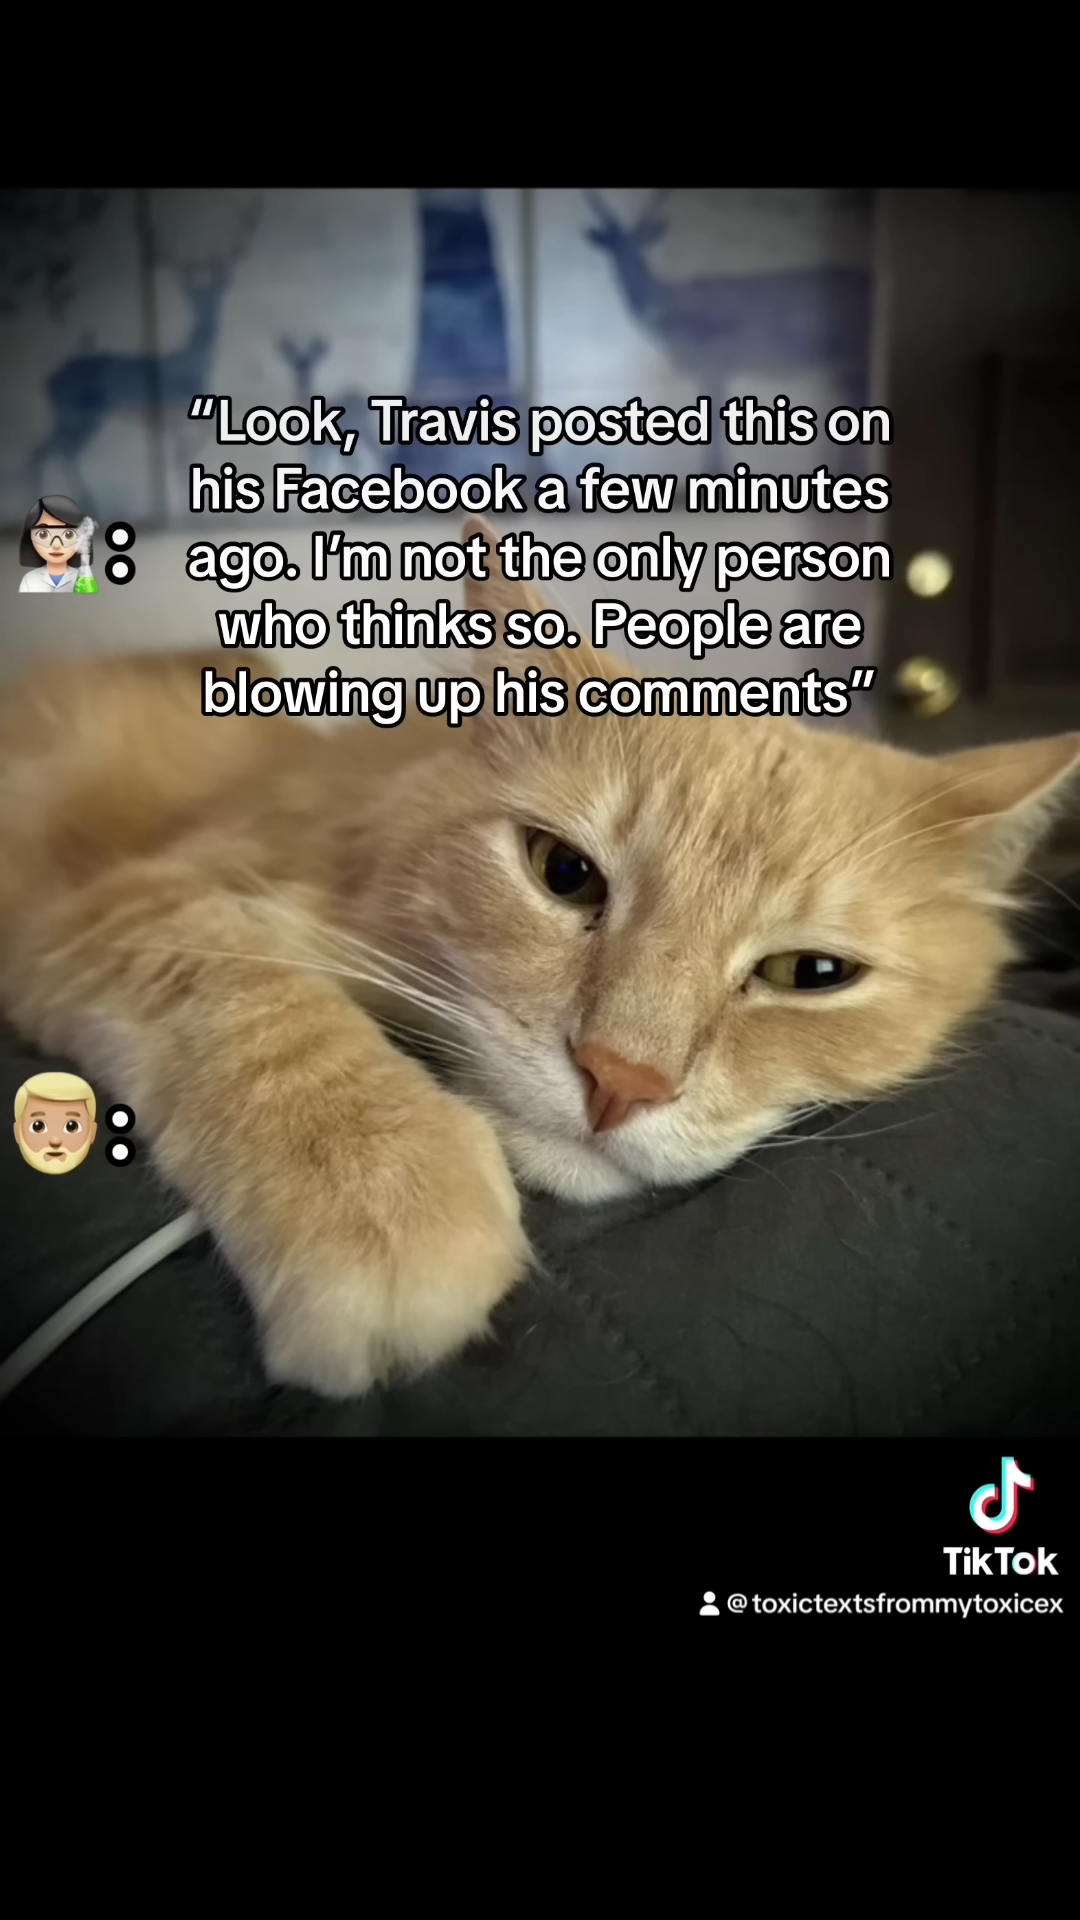 “Look, Travis posted this on
his Facebook a few minutes
ago. I’m not the only person
who thinks so. People are
blowing up his comments”
:
:
TikTok
@toxictextsfrommytoxicex